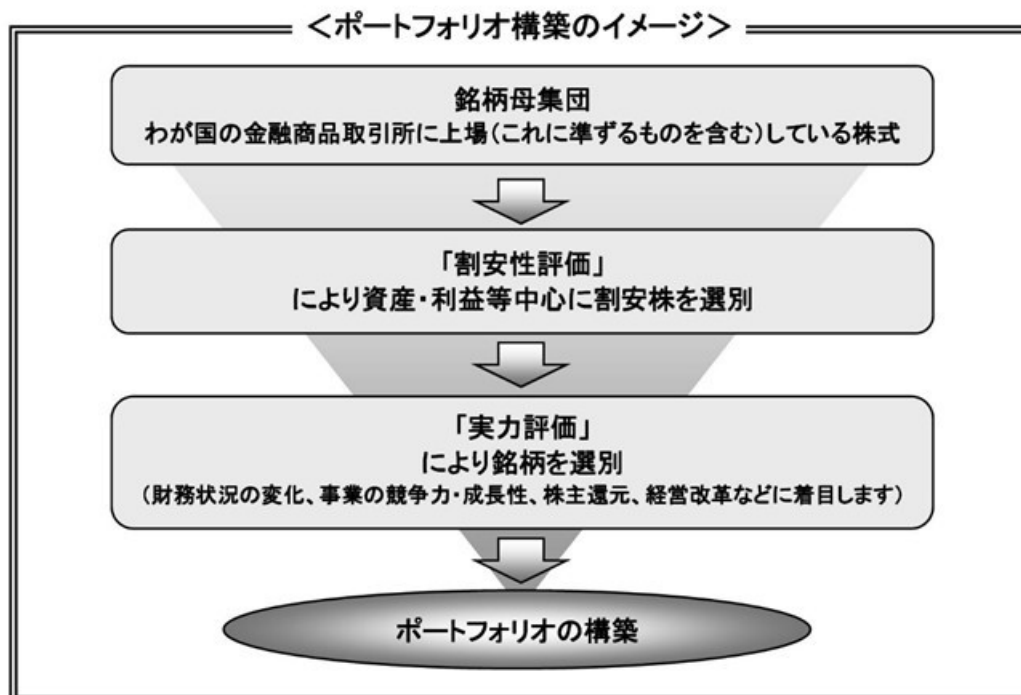 ＜ポートフォリオ構築のイメージ＞
銘柄母集団
わが国の金融商品取引所に上場(これに準ずるものを含む)している株式
「割安性評価」
により資産・利益等中心に割安株を選別
「実力評価」
により銘柄を選別
(財務状況の変化、事業の競争力・成長性、株主還元、経営改革などに着目します)
ポートフォリオの構築